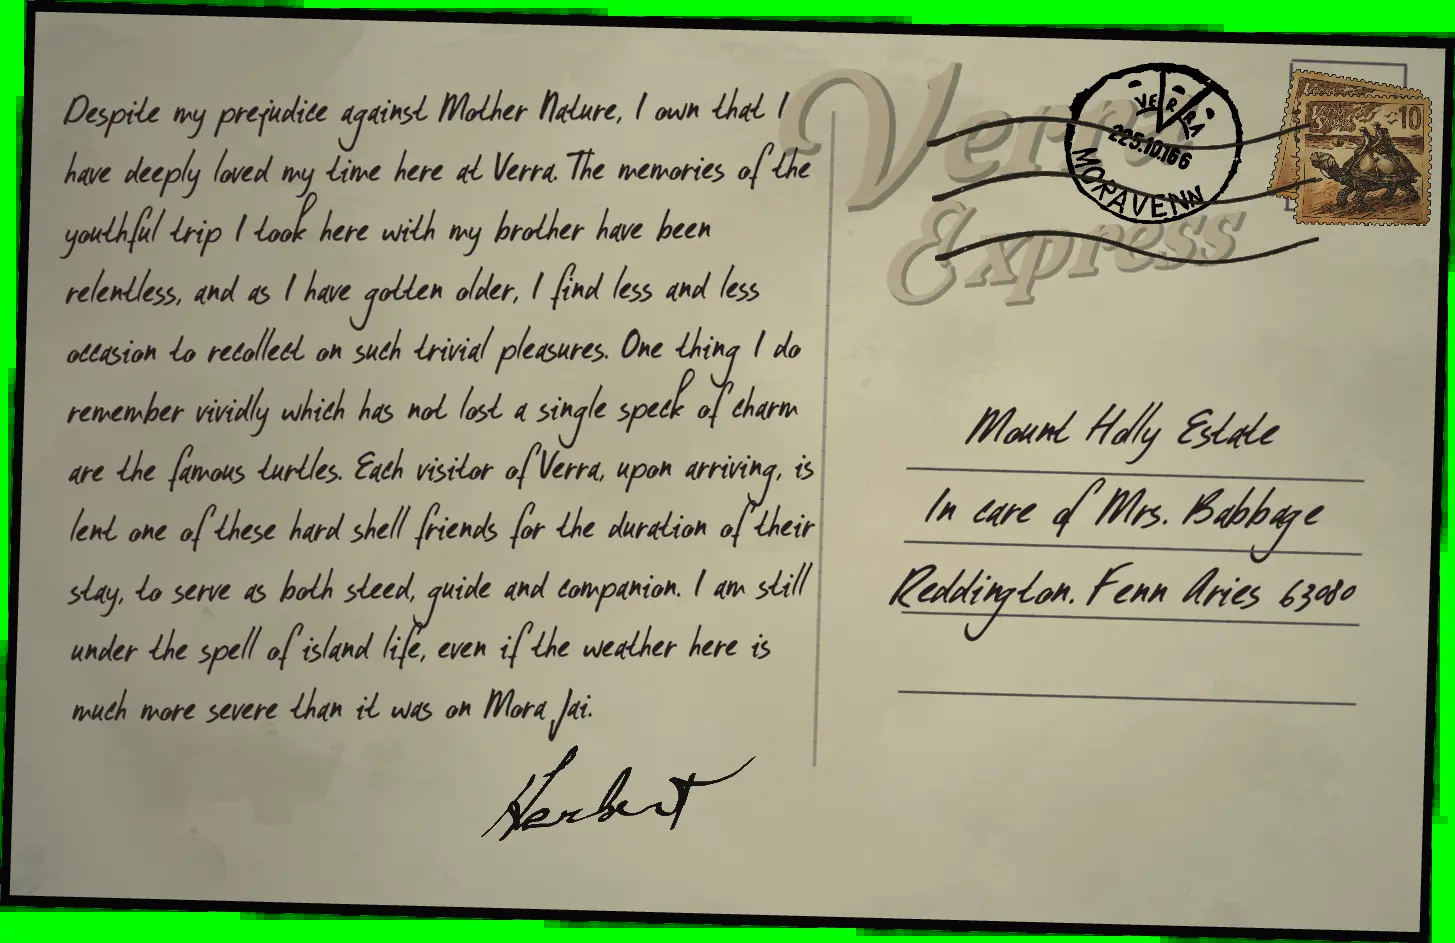 Despite my prejudice against Mother Nature, I own that I
have deeply loved my time here at Verra. The memories of the
youthful trip I took here with my brother have been
relentless, and as I have gotten older, I find less and less
occasion to recollect on such trivial pleasures. One thing I do
remember vividly which has not lost a single speck of charm
are the famous turtles. Each visitor of Verra, upon arriving, is
lent one of these hard shell friends for the duration of their
stay, to serve as both steed, guide and companion. I am still
under the spell of island life, even if the weather here is
much more severe than it was on Mora Jai.
Herbert
Verra
Express
VERRA
225.10.166
MORAVENN
10
Mount Holly Estate
In care of Mrs. Babbage
Reddington. Fenn Aries 63080